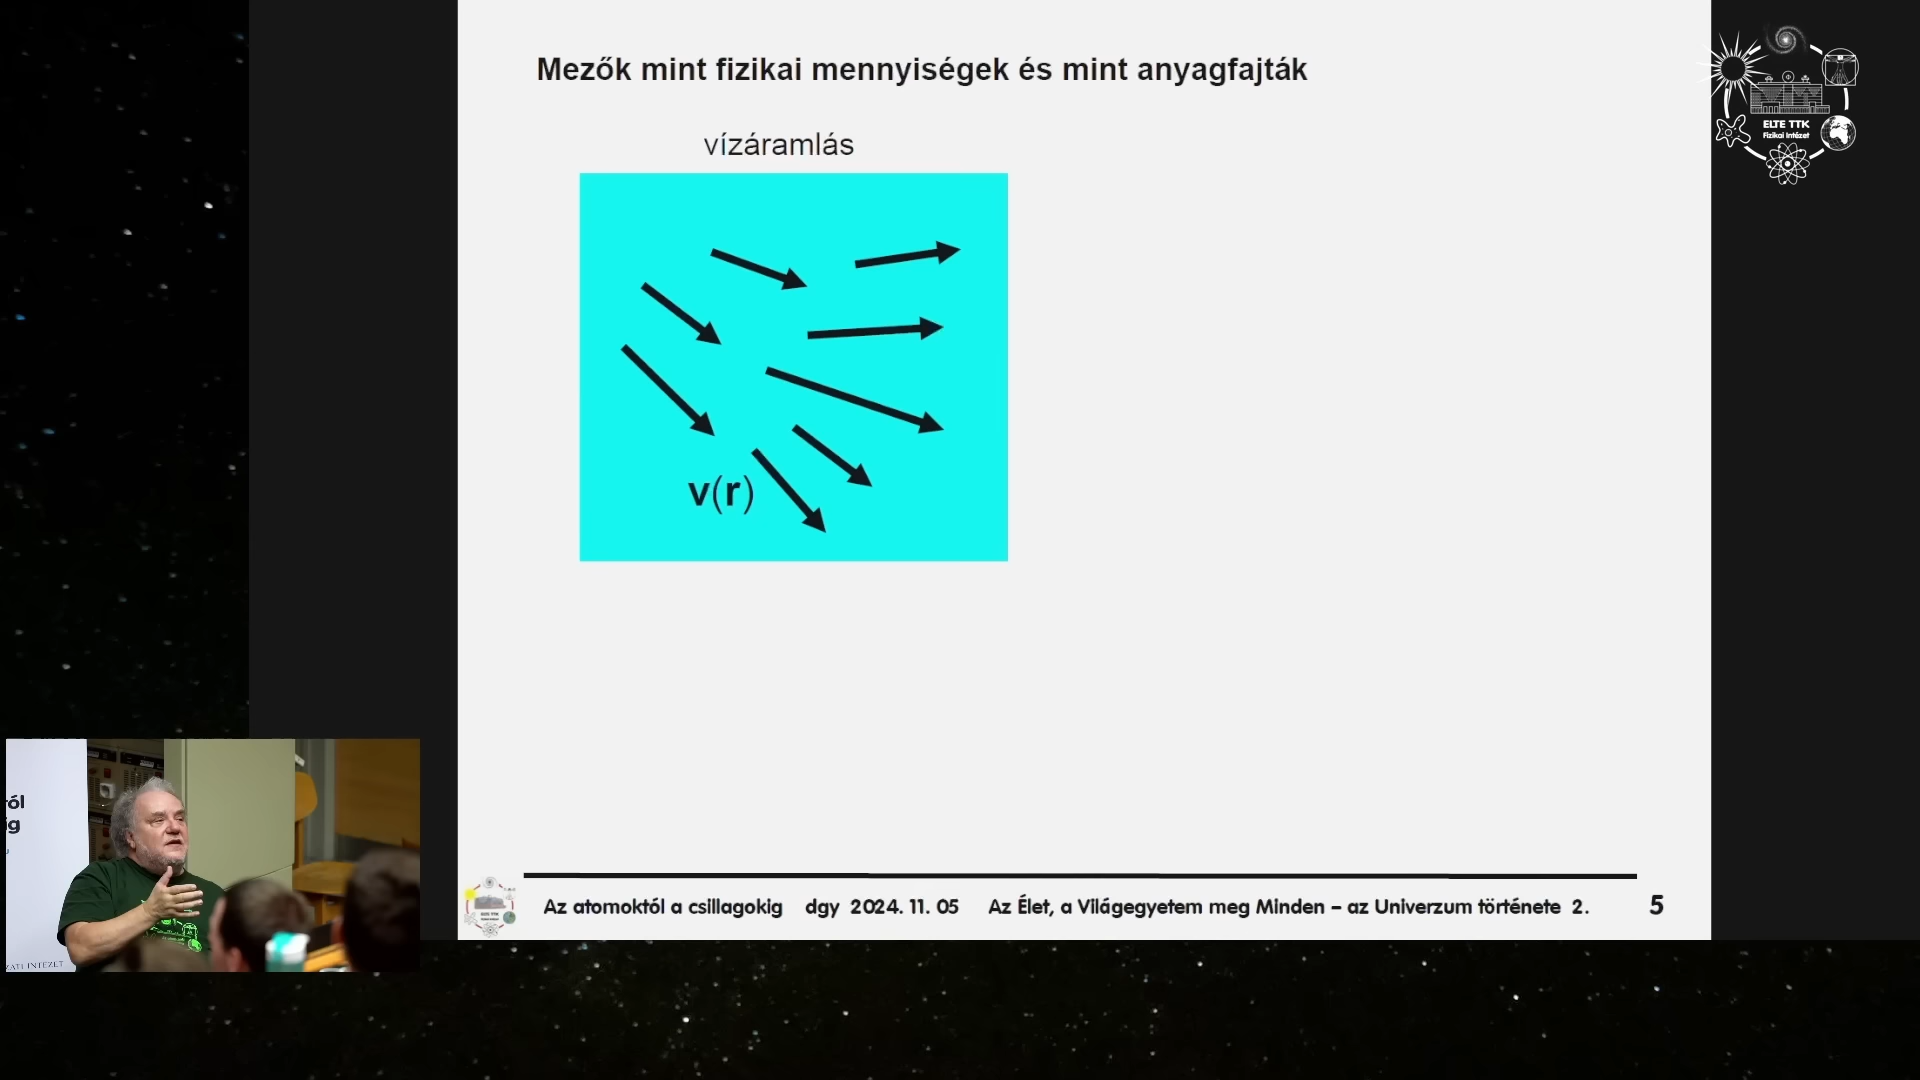 Mezők mint fizikai mennyiségek és mint anyagfajták
vízáramlás
v(r)
ELTE TTK
Fizikai Intézet
Az atomoktól a csillagokig dgy 2024. 11. 05 Az Élet, a Világegyetem meg Minden – az Univerzum története 2. 5